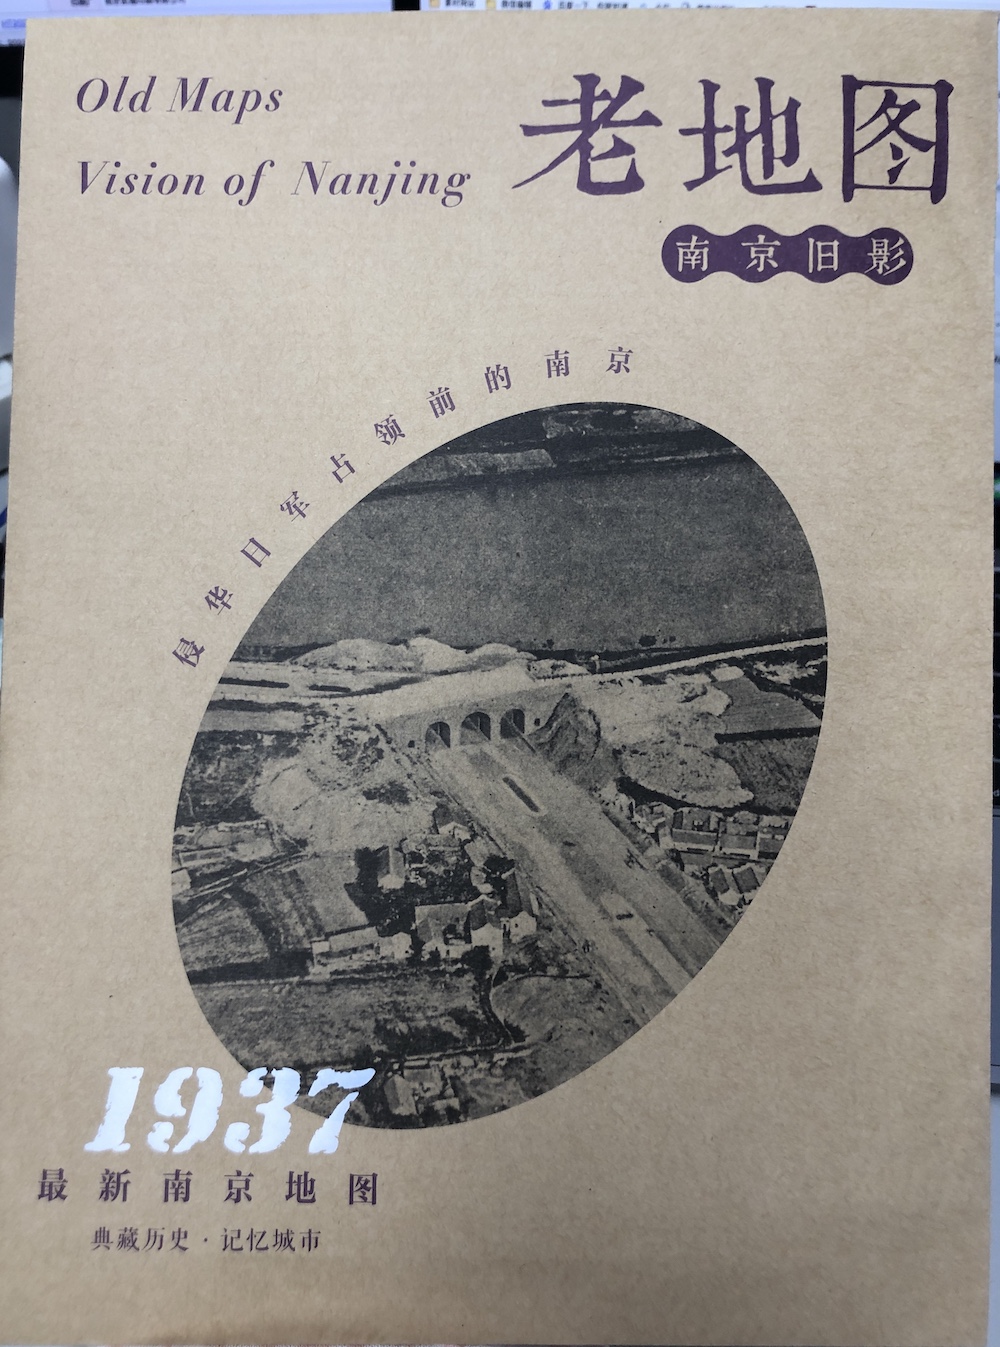 Old Maps
Vision of Nanjing
老地图
南京旧影
侵华日军占领前的南京
1937
最新南京地图
典藏历史·记忆城市